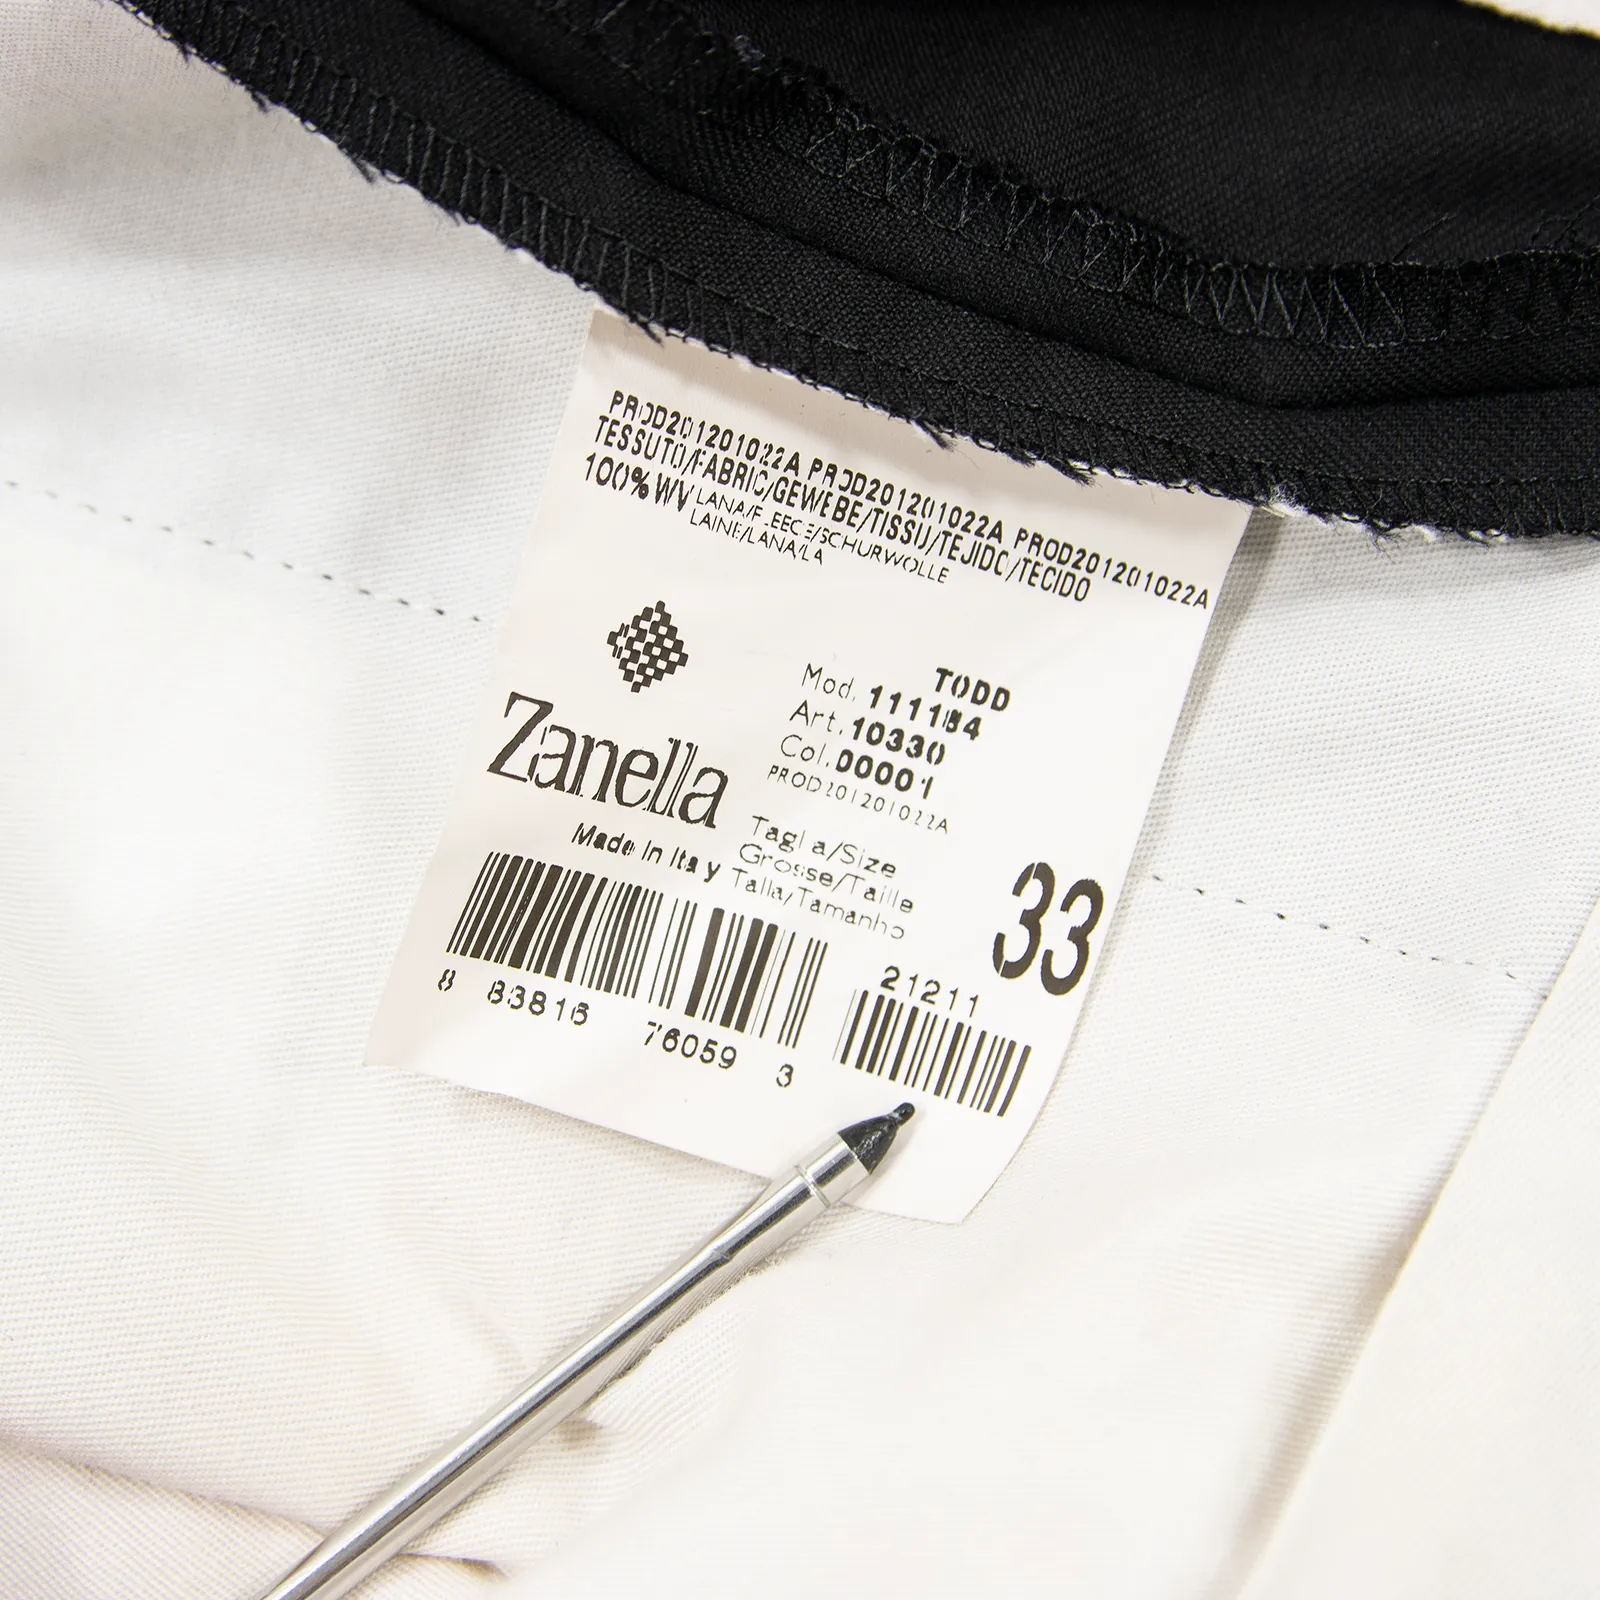 PROD201201022A PROD201201022A PROD201201022A
TESSUTO/FABRIC/GEWEBE/TISSU/TEJIDO/TECIDO
100% WV LANA/FLEECE/SCHURWOLLE
LAINE/LANA/LA
TODD
Mod. 111184
Art. 10330
Col. 00001
PROD201201022A
Zanella
Made In Italy
Taglia/Size
Grosse/Taille
Talla/Tamanho
33
8 83816 76059 3
21211